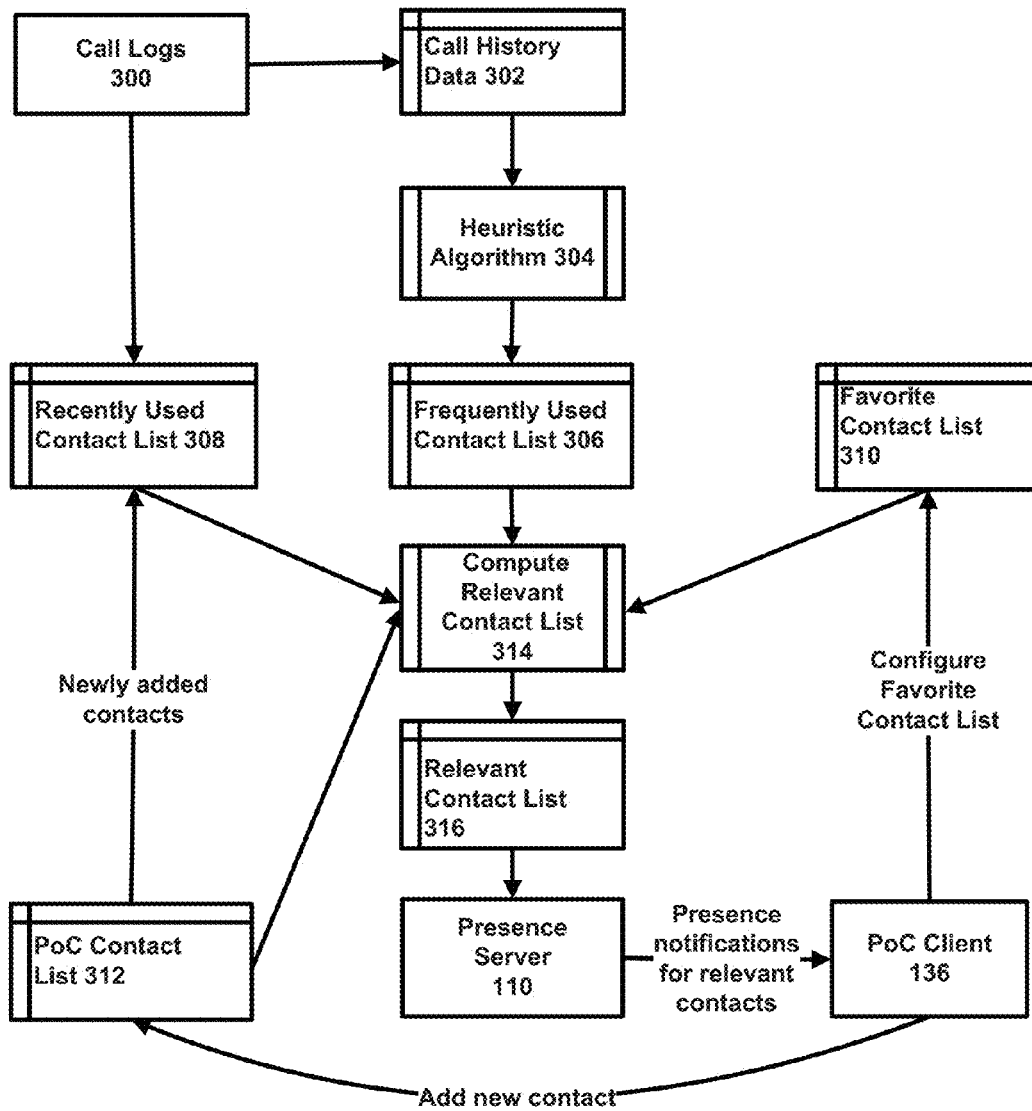 Call Logs
300
Call History
Data 302
Heuristic
Algorithm 304
Recently Used
Contact List 308
Frequently Used
Contact List 306
Favorite
Contact List
310
Compute
Relevant
Contact List
314
Newly added
contacts
Configure
Favorite
Contact List
Relevant
Contact List
316
PoC Contact
List 312
Presence
Server
110
Presence
notifications
for relevant
contacts
PoC Client
136
Add new contact